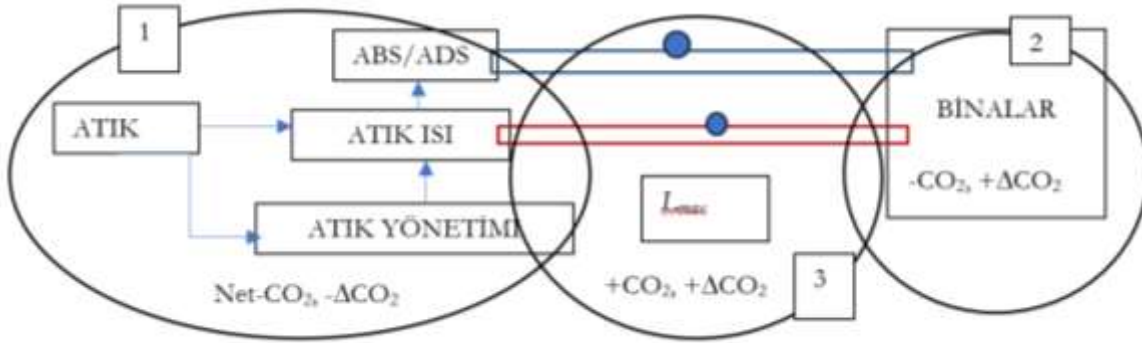 1
ABS/ADS
2
ATIK
ATIK ISI
BİNALAR
-CO₂, +ΔCO₂
Lmax
ATIK YÖNETİMİ
Net-CO₂, -ΔCO₂
+CO₂, +ΔCO₂
3